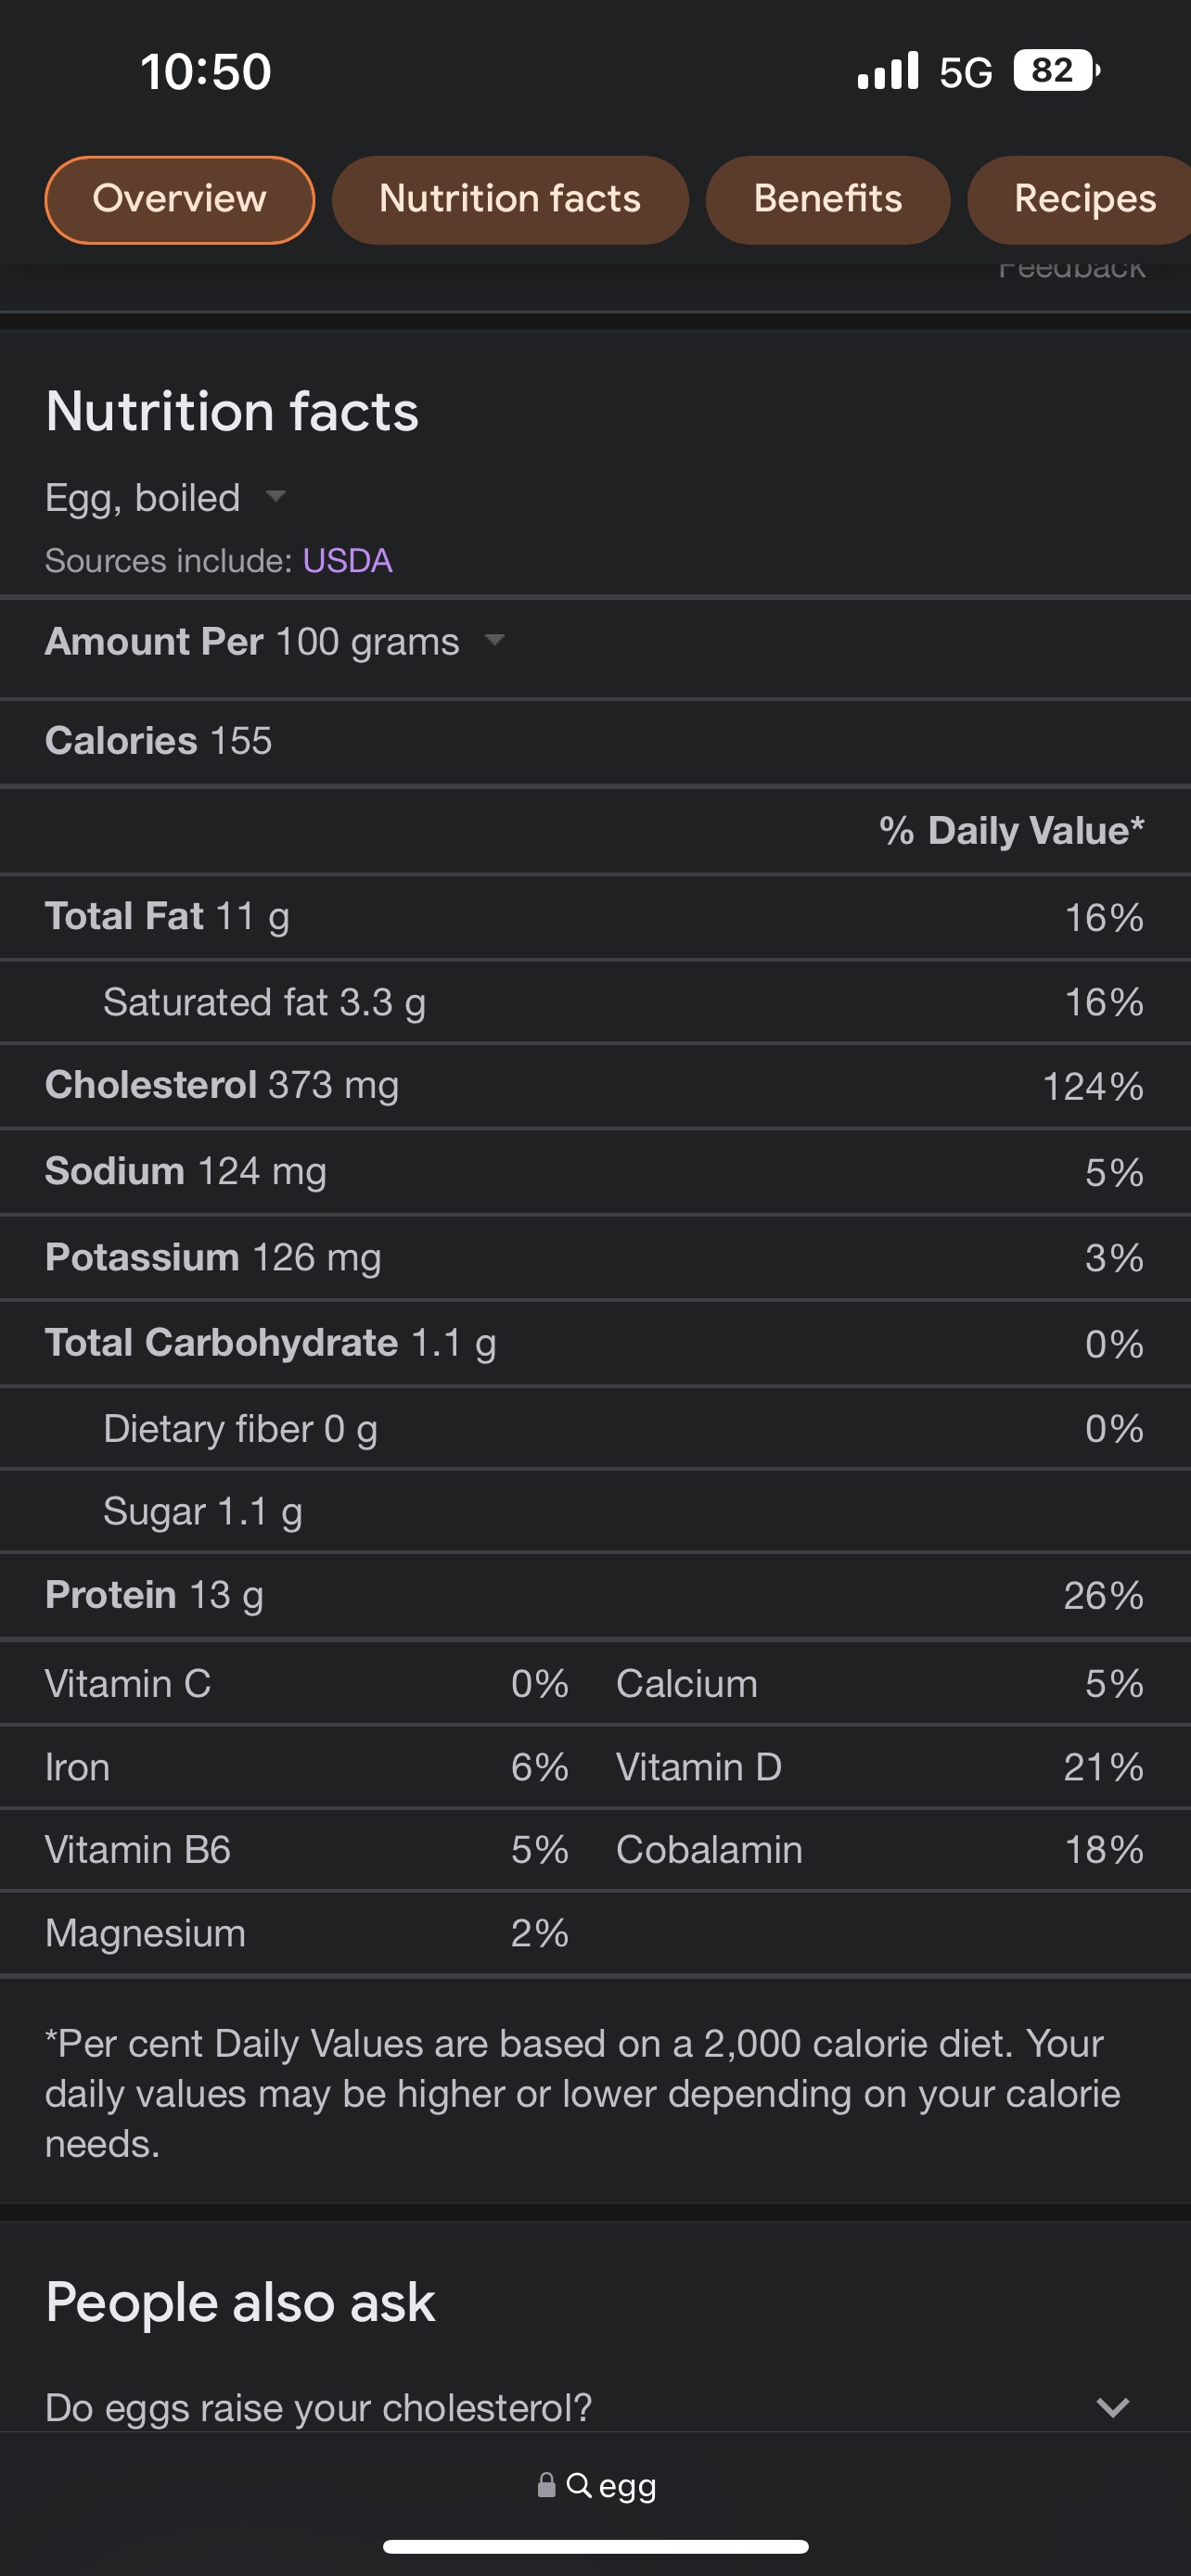 10:50 5G 82
Overview Nutrition facts Benefits Recipes
Feedback
Nutrition facts
Egg, boiled
Sources include: USDA
Amount Per 100 grams
Calories 155
% Daily Value*
Total Fat 11 g 16%
Saturated fat 3.3 g 16%
Cholesterol 373 mg 124%
Sodium 124 mg 5%
Potassium 126 mg 3%
Total Carbohydrate 1.1 g 0%
Dietary fiber 0 g 0%
Sugar 1.1 g
Protein 13 g 26%
Vitamin C 0% Calcium 5%
Iron 6% Vitamin D 21%
Vitamin B6 5% Cobalamin 18%
Magnesium 2%
*Per cent Daily Values are based on a 2,000 calorie diet. Your
daily values may be higher or lower depending on your calorie
needs.
People also ask
Do eggs raise your cholesterol?
egg